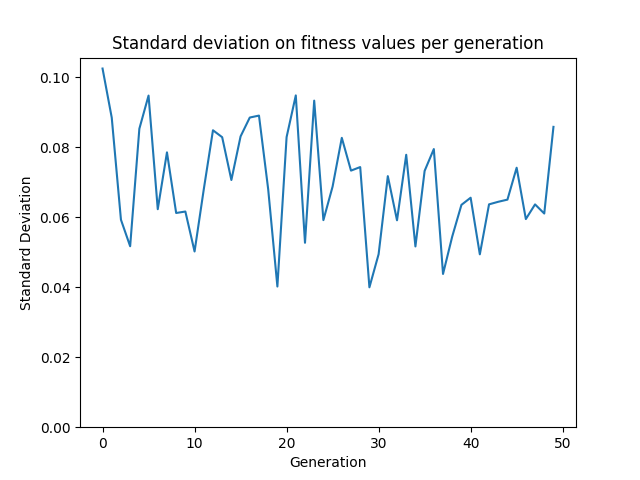 Standard deviation on fitness values per generation
0.10
0.08
0.06
0.04
0.02
0.00
Standard Deviation
0 10 20 30 40 50
Generation